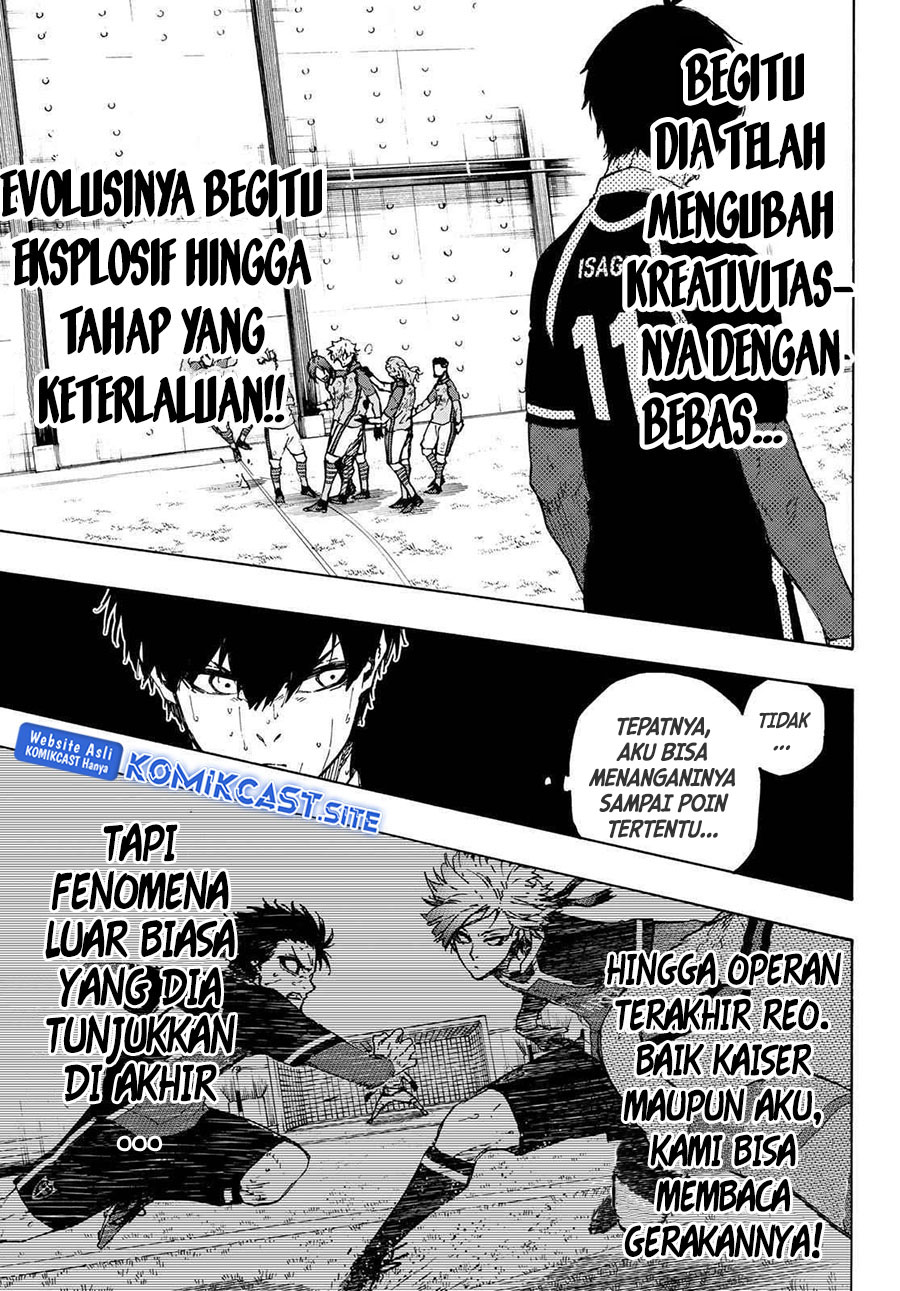 BEGITU
DIA TELAH
MENGUBAH
KREATIVITAS-
NYA DENGAN
BEBAS...
EVOLUSINYA BEGITU
EKSPLOSIF HINGGA
TAHAP YANG
KETERLALUAN!!
ISAG
11
TIDAK
...
TEPATNYA,
AKU BISA
MENANGANINYA
SAMPAI POIN
TERTENTU...
Website Asli
KOMIKCAST Hanya
KOMIKCAST.SITE
HINGGA OPERAN
TERAKHIR REO.
BAIK KAISER
MAUPUN AKU,
KAMI BISA
MEMBACA
GERAKANNYA!
TAPI
FENOMENA
LUAR BIASA
YANG DIA
TUNJUKKAN
DI AKHIR
...